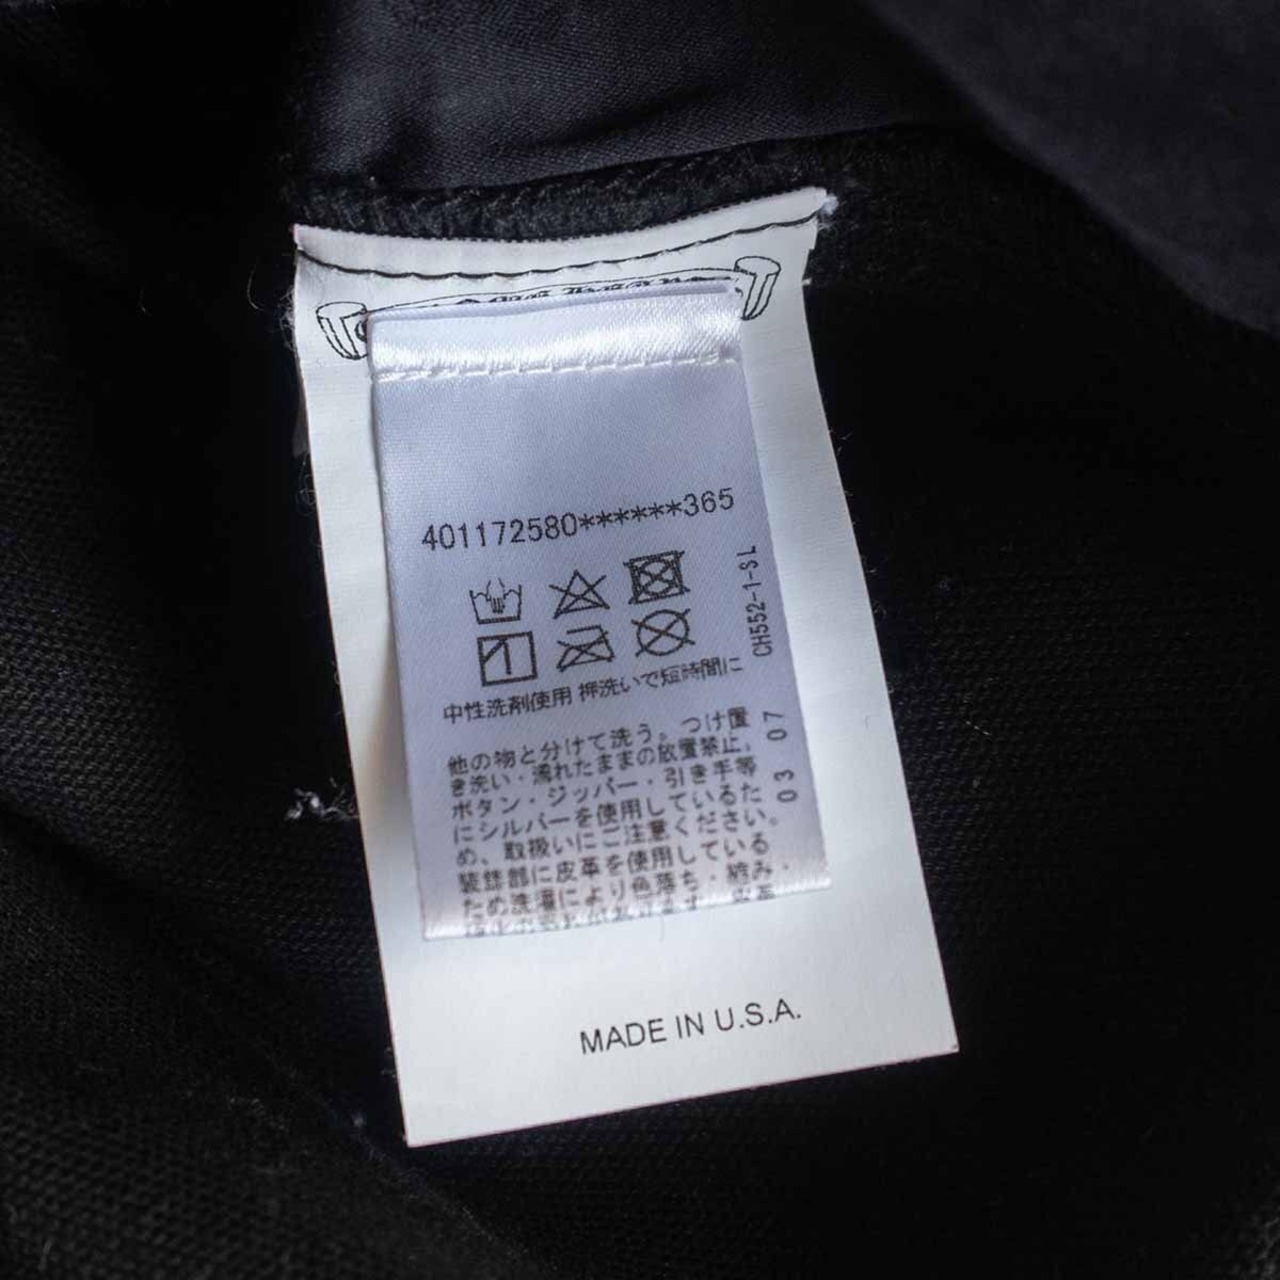 401172580******365
CH552-1-SL
中性洗剤使用 押洗いで短時間に
他の物と分けて洗う。つけ置
き洗い・濡れたままの放置禁止。
ボタン・ジッパー・引き手等
にシルバーを使用しているた
め、取扱いにご注意ください。
装飾部に皮革を使用している
ため洗濯により色落ち・縮み・
03 07
MADE IN U.S.A.